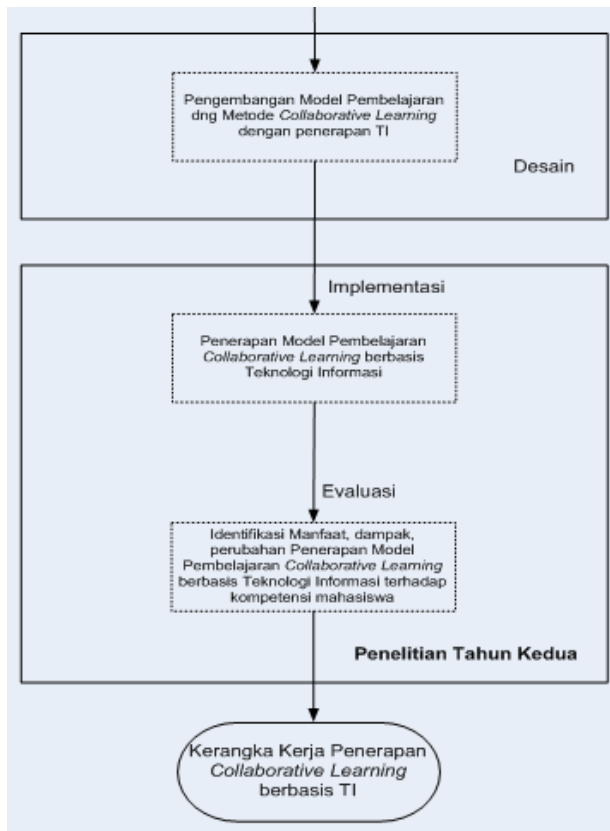 Pengembangan Model Pembelajaran
dng Metode Collaborative Learning
dengan penerapan TI
Desain
Implementasi
Penerapan Model Pembelajaran
Collaborative Learning berbasis
Teknologi Informasi
Evaluasi
Identifikasi Manfaat, dampak,
perubahan Penerapan Model
Pembelajaran Collaborative Learning
berbasis Teknologi Informasi terhadap
kompetensi mahasiswa
Penelitian Tahun Kedua
Kerangka Kerja Penerapan
Collaborative Learning
berbasis TI